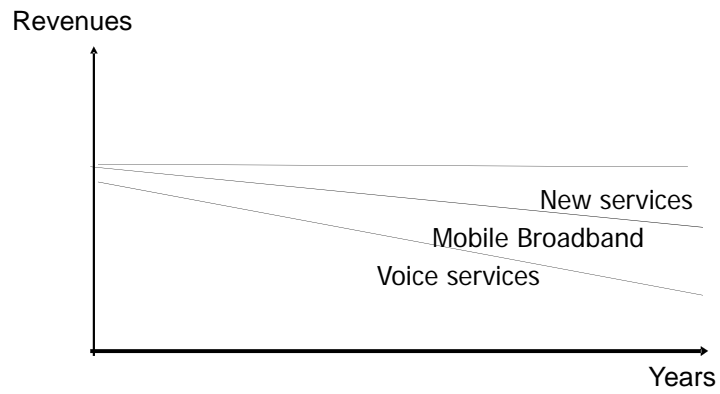 Revenues
New services
Mobile Broadband
Voice services
Years